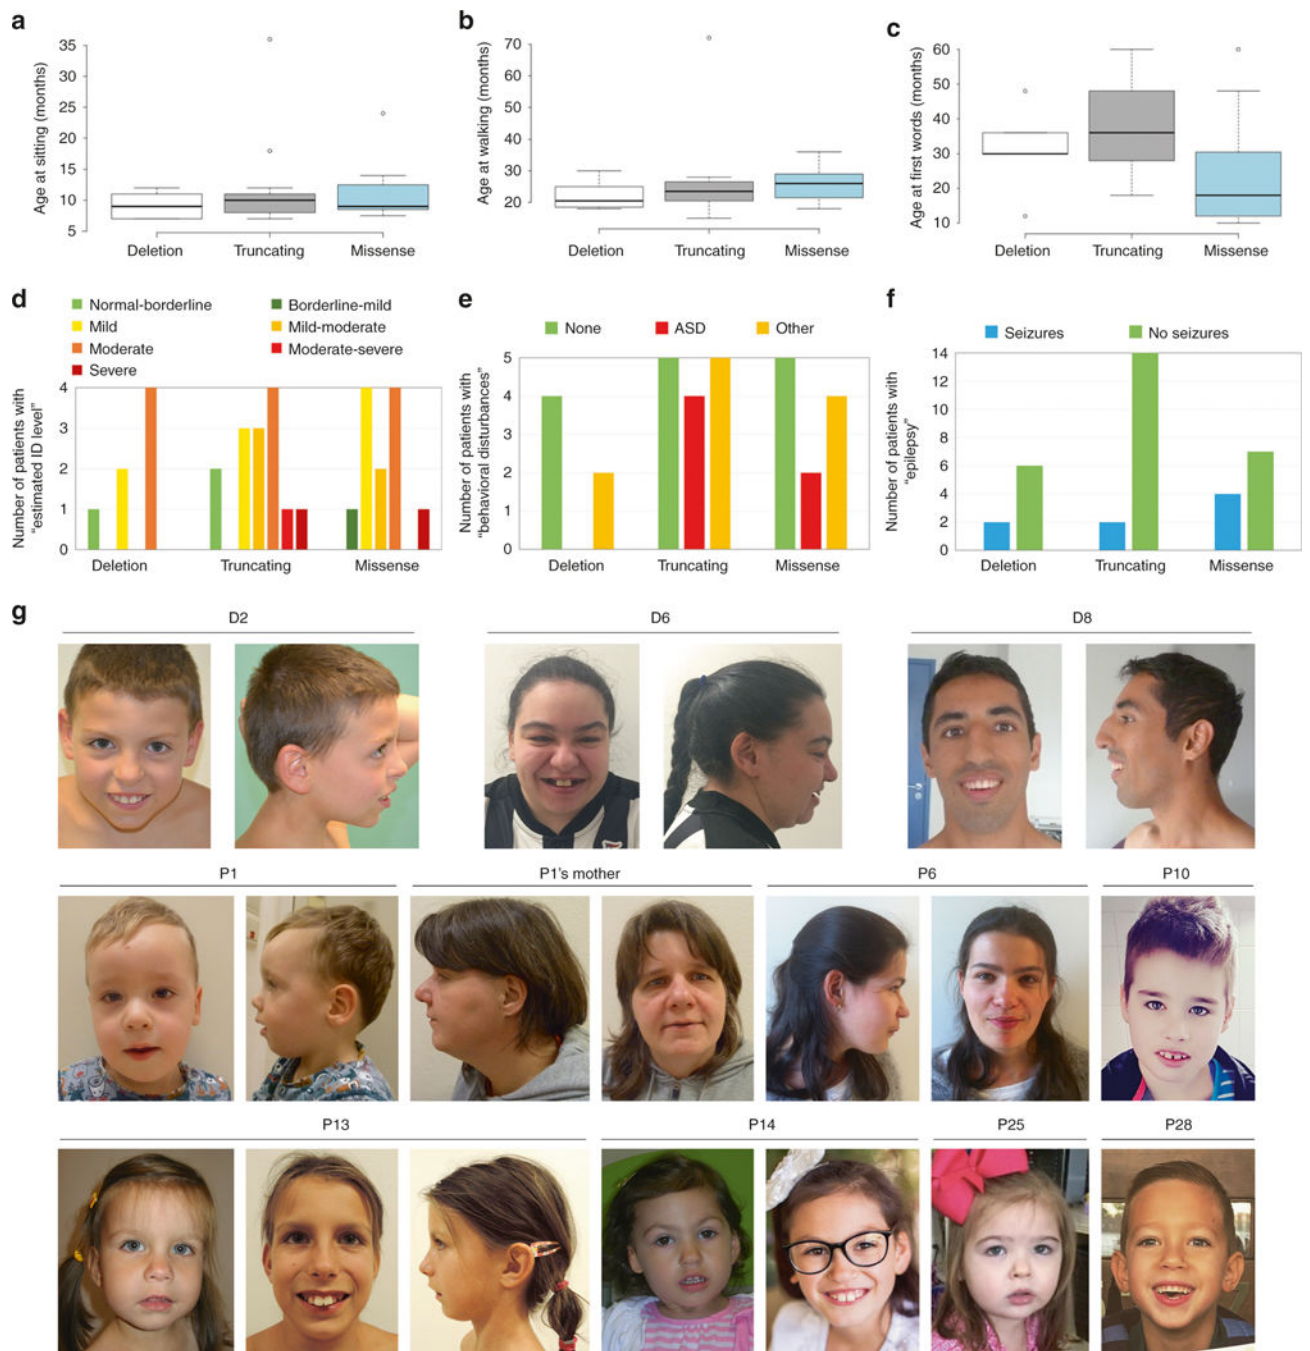 a
Age at sitting (months)
35
30
25
20
15
10
5
Deletion Truncating Missense
b
Age at walking (months)
70
60
50
40
30
20
Deletion Truncating Missense
c
Age at first words (months)
60
50
40
30
20
10
Deletion Truncating Missense
d
Normal-borderline Borderline-mild
Mild Mild-moderate
Moderate Moderate-severe
Severe
Number of patients with
“estimated ID level”
4
3
2
1
0
Deletion Truncating Missense
e
None ASD Other
Number of patients with
“behavioral disturbances”
5
4
3
2
1
0
Deletion Truncating Missense
f
Seizures No seizures
Number of patients with
“epilepsy”
14
12
10
8
6
4
2
0
Deletion Truncating Missense
g
D2 D6 D8
P1 P1's mother P6 P10
P13 P14 P25 P28